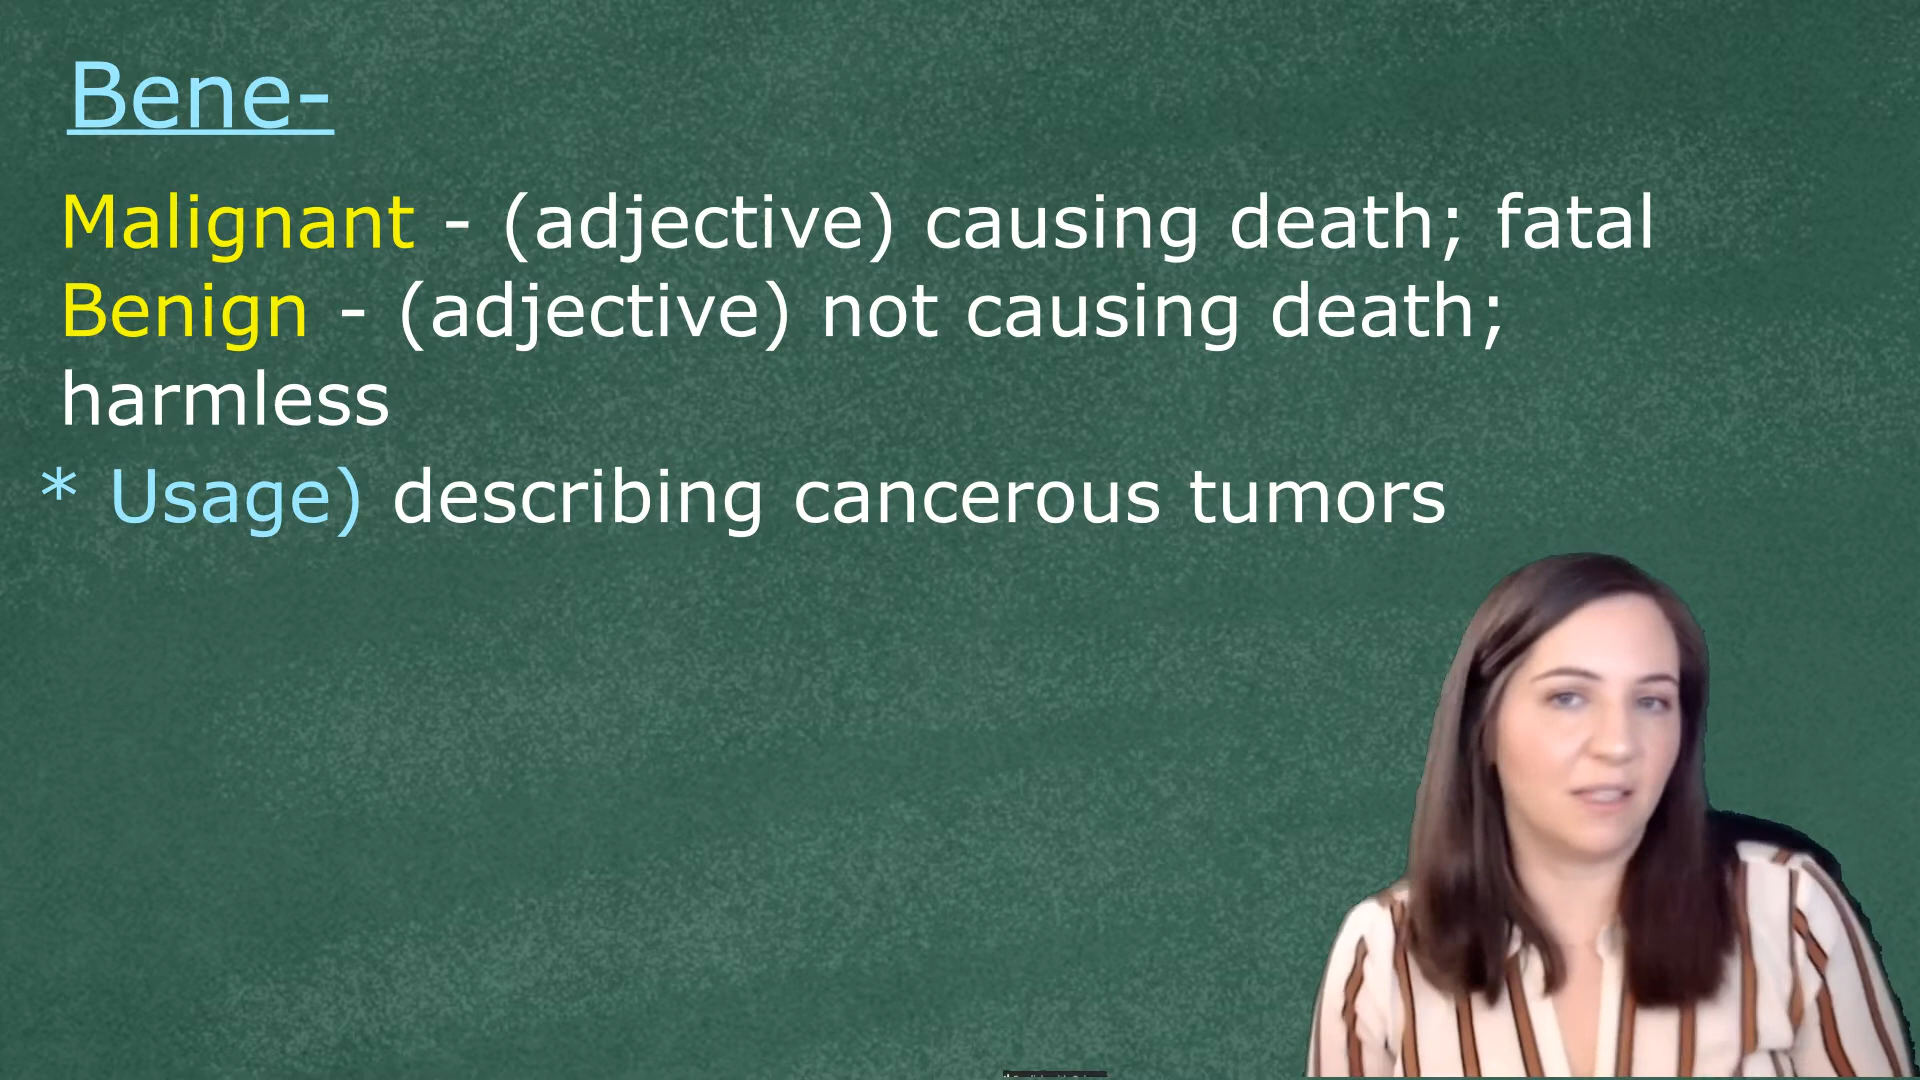 Bene-
Malignant - (adjective) causing death; fatal
Benign - (adjective) not causing death;
harmless
* Usage) describing cancerous tumors